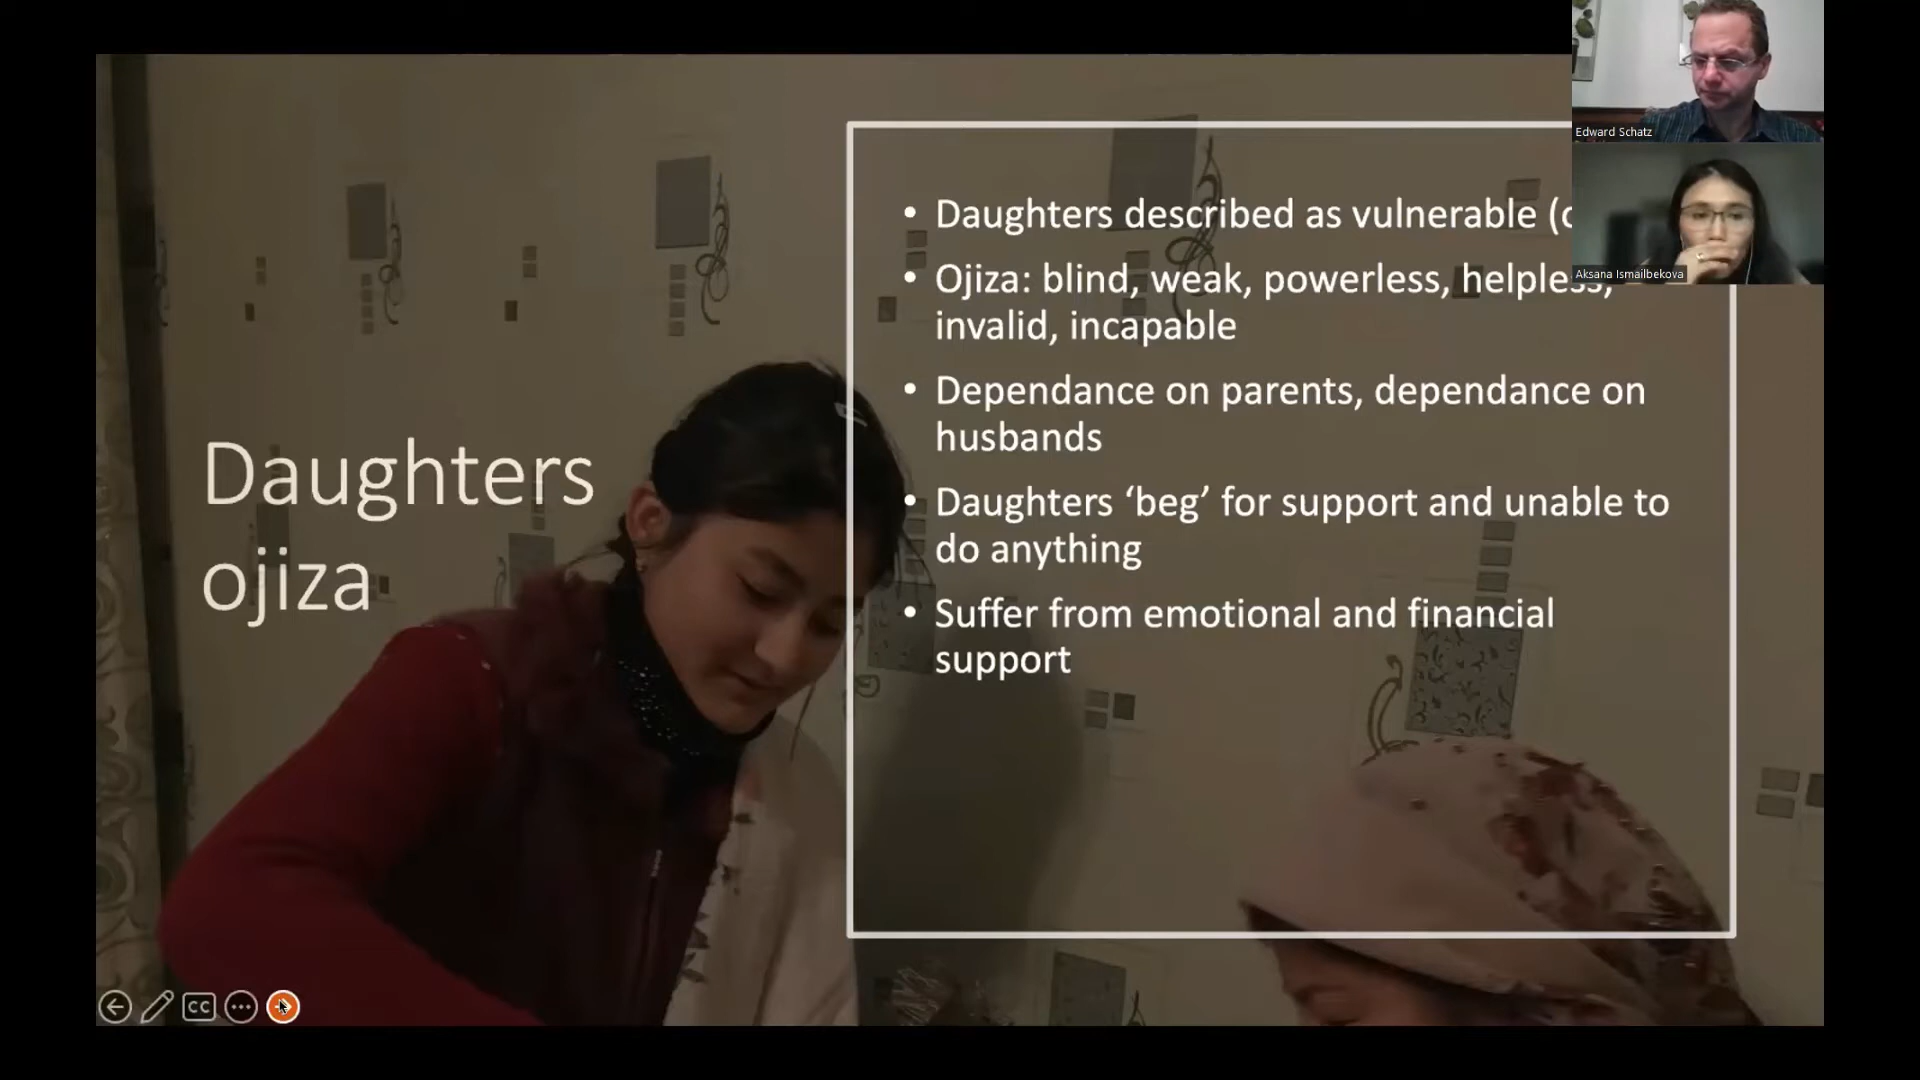 Daughters
ojiza
• Daughters described as vulnerable (
• Ojiza: blind, weak, powerless, helpless,
invalid, incapable
• Dependance on parents, dependance on
husbands
• Daughters ‘beg’ for support and unable to
do anything
• Suffer from emotional and financial
support
Edward Schatz
Aksana Ismailbekova
CC